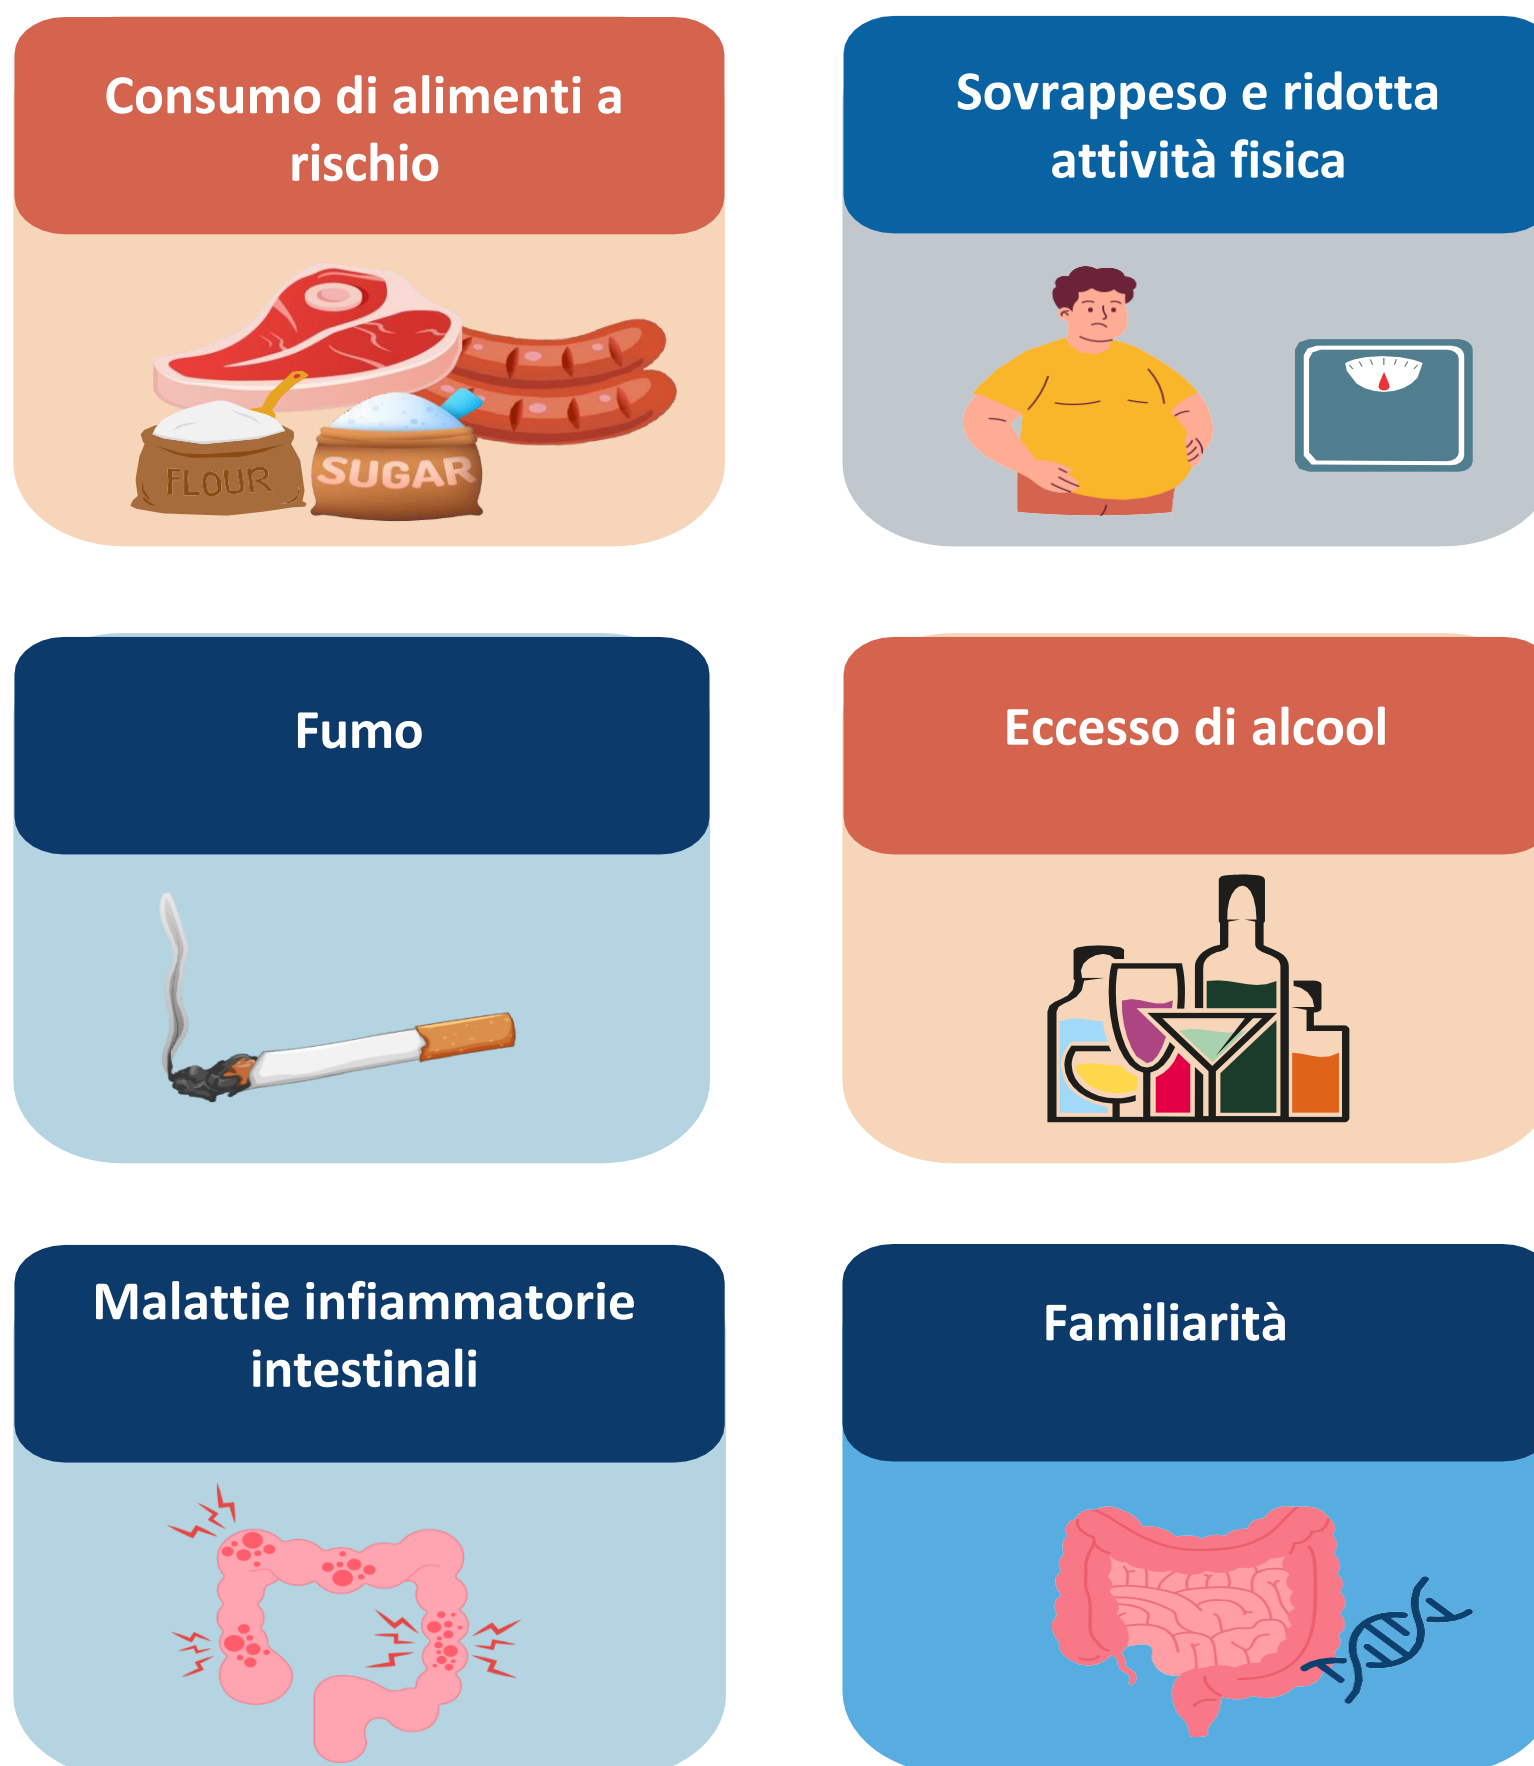 Consumo di alimenti a
rischio
Sovrappeso e ridotta
attività fisica
FLOUR
SUGAR
Fumo
Eccesso di alcool
Malattie infiammatorie
intestinali
Familiarità